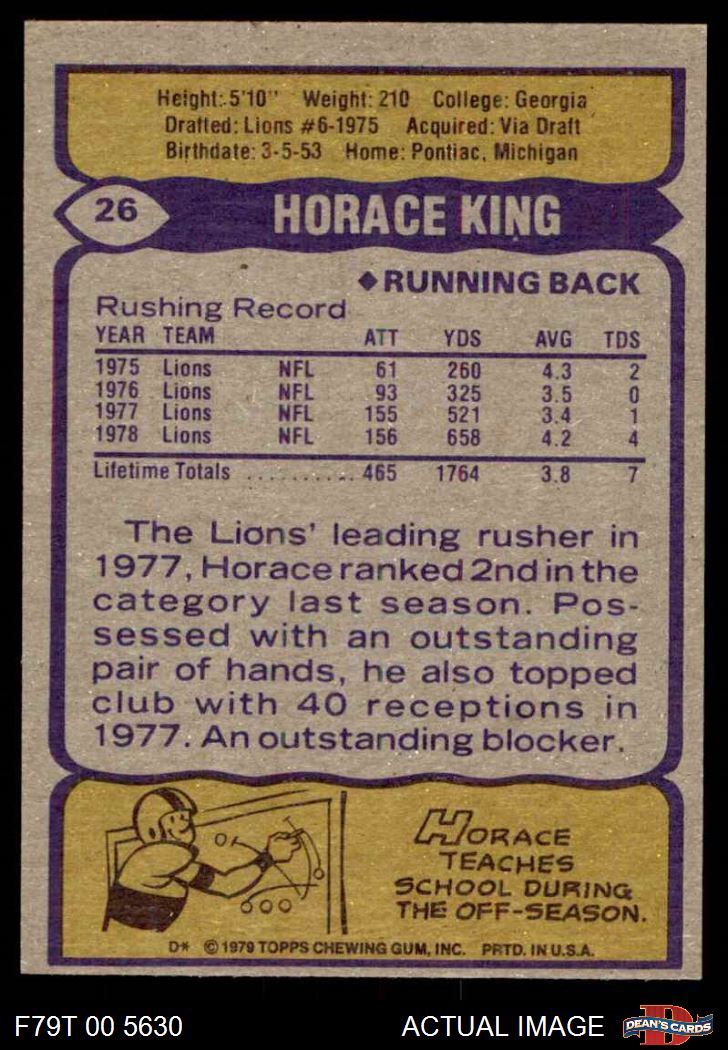 Height: 5'10" Weight: 210 College: Georgia
Drafted: Lions #6-1975 Acquired: Via Draft
Birthdate: 3-5-53 Home: Pontiac, Michigan
26 HORACE KING
◆RUNNING BACK
Rushing Record
YEAR TEAM ATT YDS AVG TDS
1975 Lions NFL 61 260 4.3 2
1976 Lions NFL 93 325 3.5 0
1977 Lions NFL 155 521 3.4 1
1978 Lions NFL 156 658 4.2 4
Lifetime Totals .......... 465 1764 3.8 7
The Lions' leading rusher in
1977, Horace ranked 2nd in the
category last season. Pos-
sessed with an outstanding
pair of hands, he also topped
club with 40 receptions in
1977. An outstanding blocker.
HORACE
TEACHES
SCHOOL DURING
THE OFF-SEASON.
D* © 1979 TOPPS CHEWING GUM, INC. PRTD. IN U.S.A.
F79T 00 5630 ACTUAL IMAGE D DEAN'S CARDS